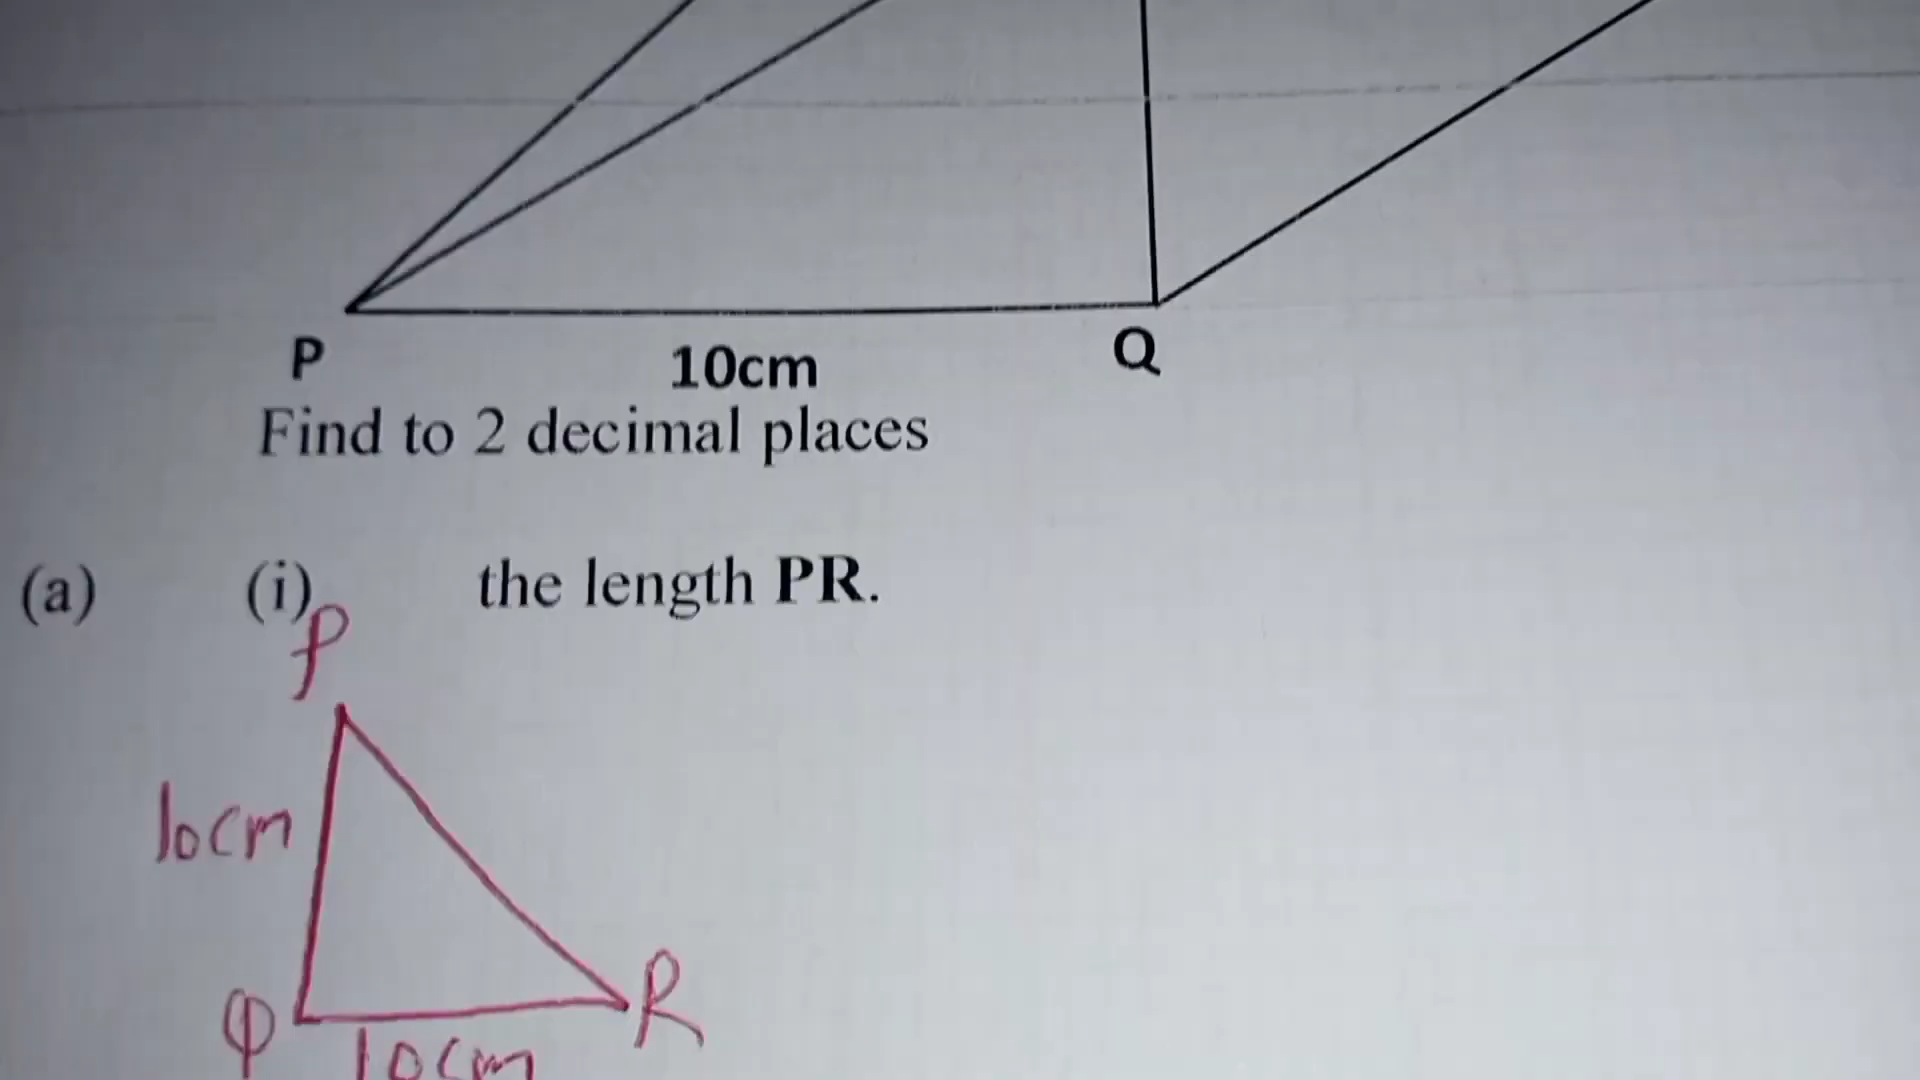 P 10cm Q
Find to 2 decimal places
(a) (i) the length PR.
P
10cm
Q R
10cm